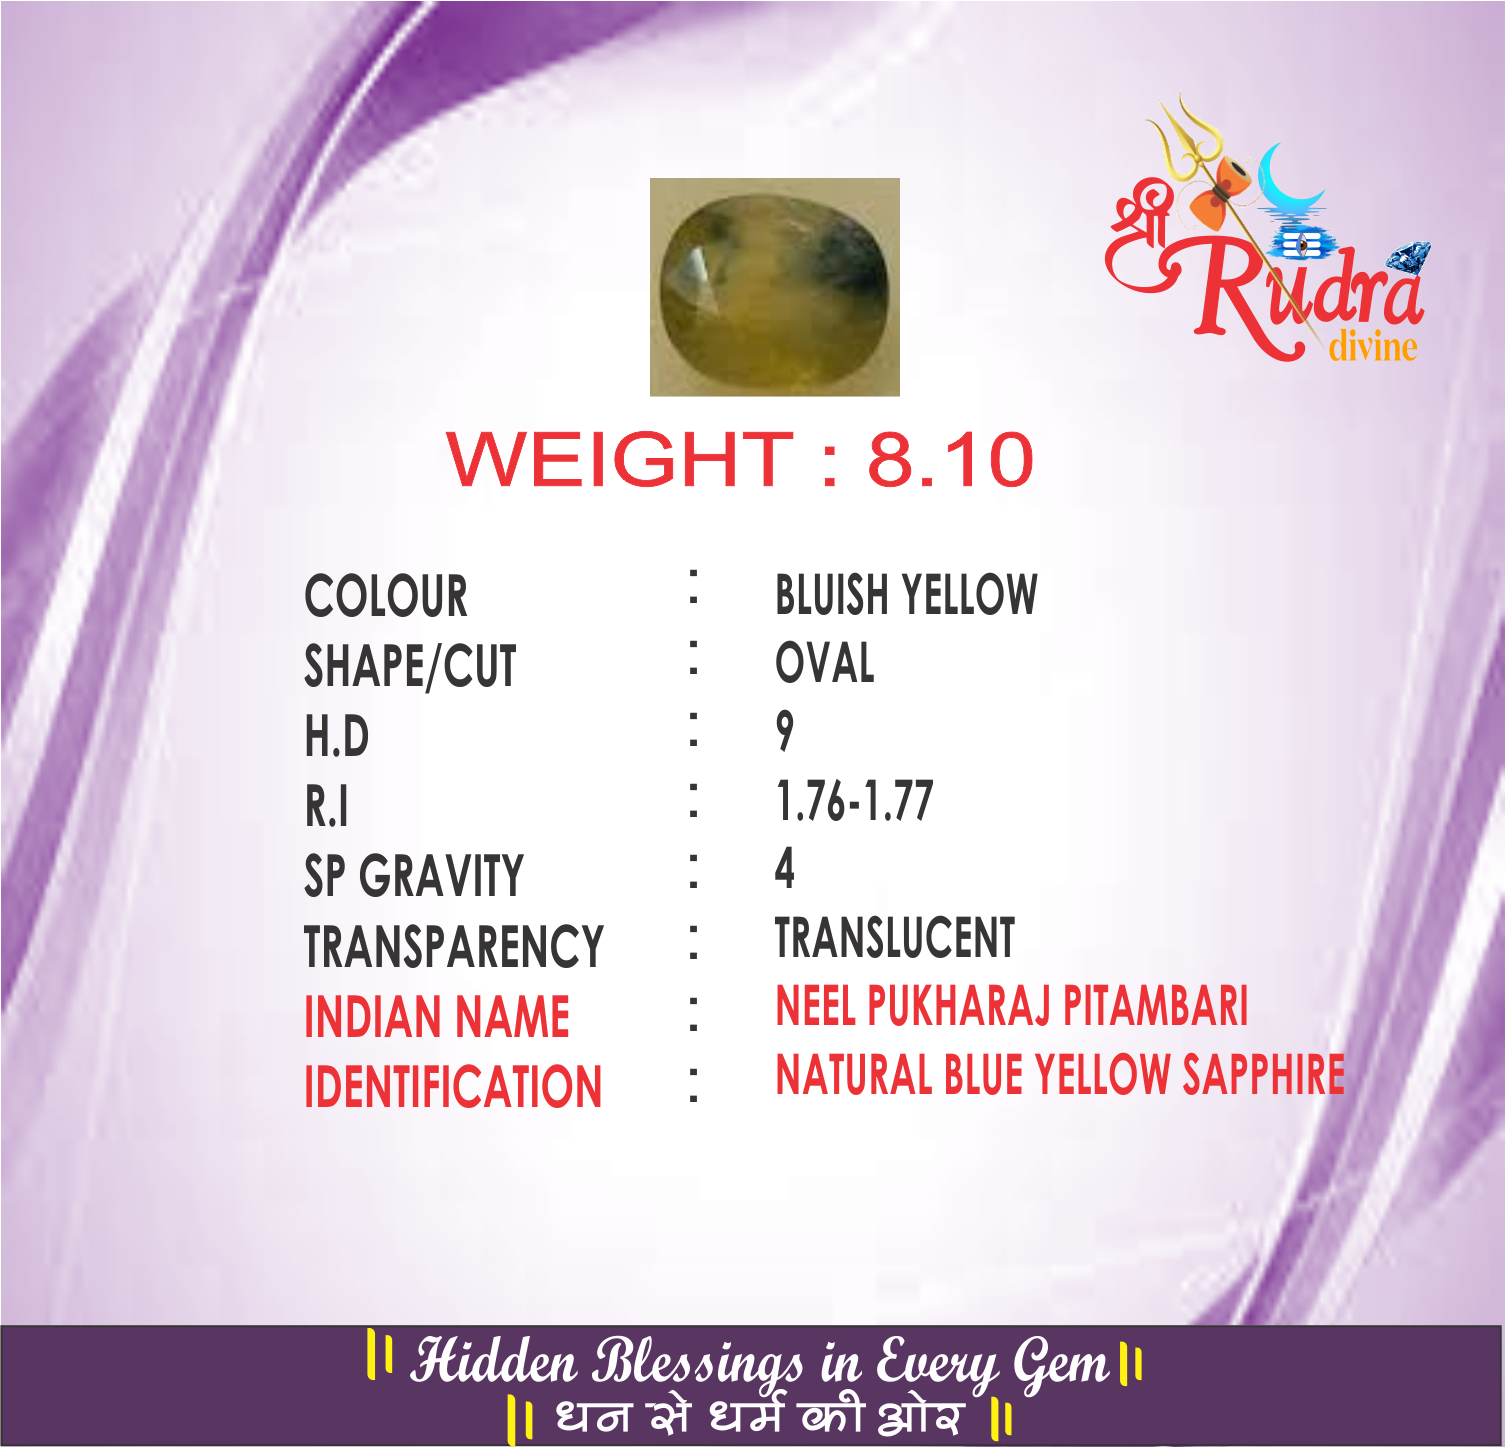 श्री Rudra
divine
WEIGHT : 8.10
COLOUR : BLUISH YELLOW
SHAPE/CUT : OVAL
H.D : 9
R.I : 1.76-1.77
SP GRAVITY : 4
TRANSPARENCY : TRANSLUCENT
INDIAN NAME : NEEL PUKHARAJ PITAMBARI
IDENTIFICATION : NATURAL BLUE YELLOW SAPPHIRE
|| Hidden Blessings in Every Gem ||
|| धन से धर्म की ओर ||